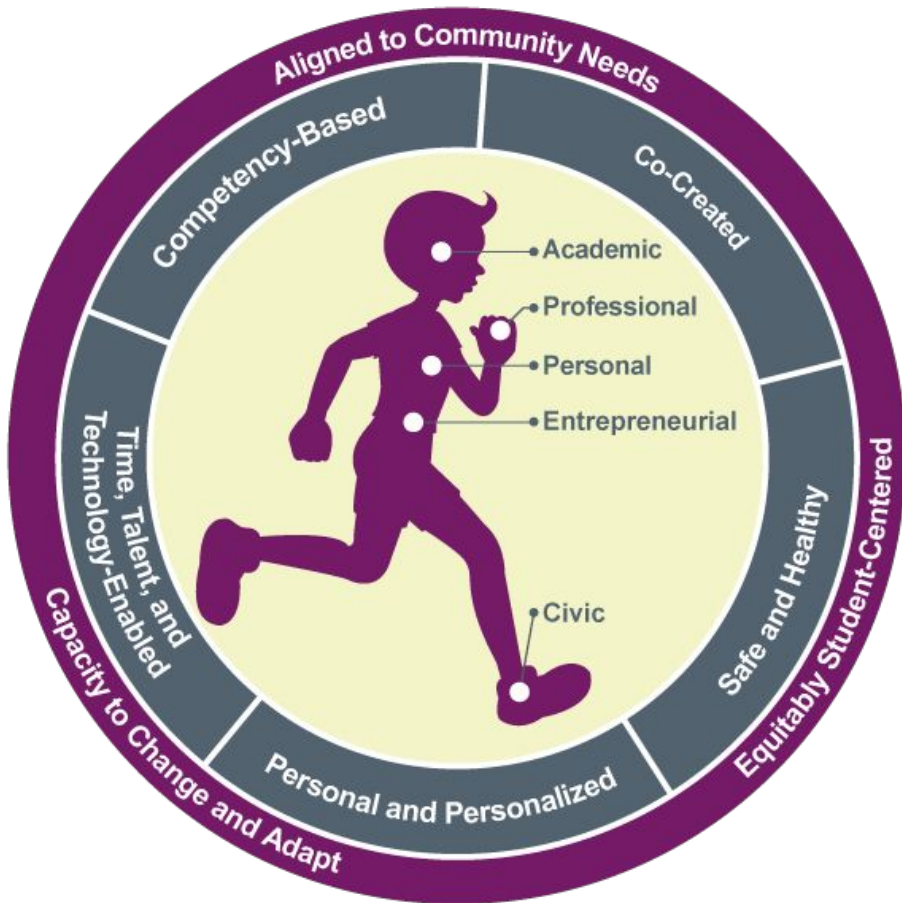 Aligned to Community Needs
Competency-Based
Co-Created
Academic
Professional
Personal
Entrepreneurial
Civic
Time, Talent, and
Technology-Enabled
Safe and Healthy
Personal and Personalized
Capacity to Change and Adapt
Equitably Student-Centered